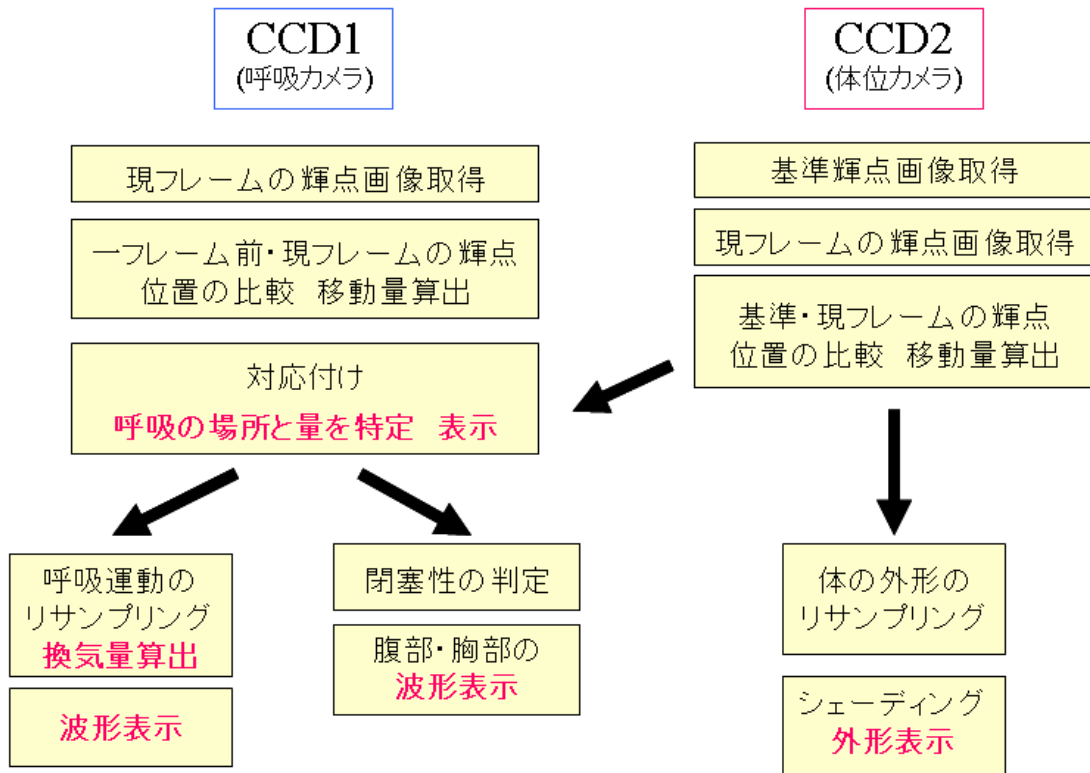 CCD1
(呼吸カメラ)
現フレームの輝点画像取得
一フレーム前・現フレームの輝点
位置の比較 移動量算出
対応付け
呼吸の場所と量を特定 表示
呼吸運動の
リサンプリング
換気量算出
波形表示
閉塞性の判定
腹部・胸部の
波形表示
CCD2
(体位カメラ)
基準輝点画像取得
現フレームの輝点画像取得
基準・現フレームの輝点
位置の比較 移動量算出
体の外形の
リサンプリング
シェーディング
外形表示